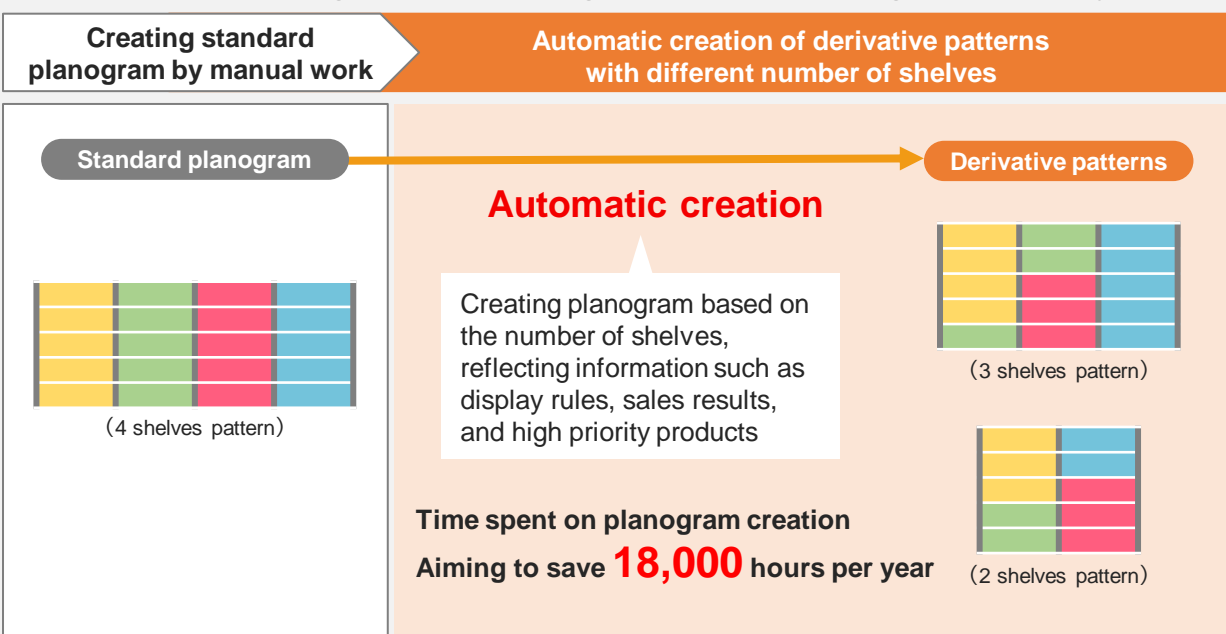 Creating standard
planogram by manual work
Automatic creation of derivative patterns
with different number of shelves
Standard planogram
Derivative patterns
Automatic creation
Creating planogram based on
the number of shelves,
reflecting information such as
display rules, sales results,
and high priority products
（4 shelves pattern）
（3 shelves pattern）
Time spent on planogram creation
Aiming to save 18,000 hours per year
（2 shelves pattern）